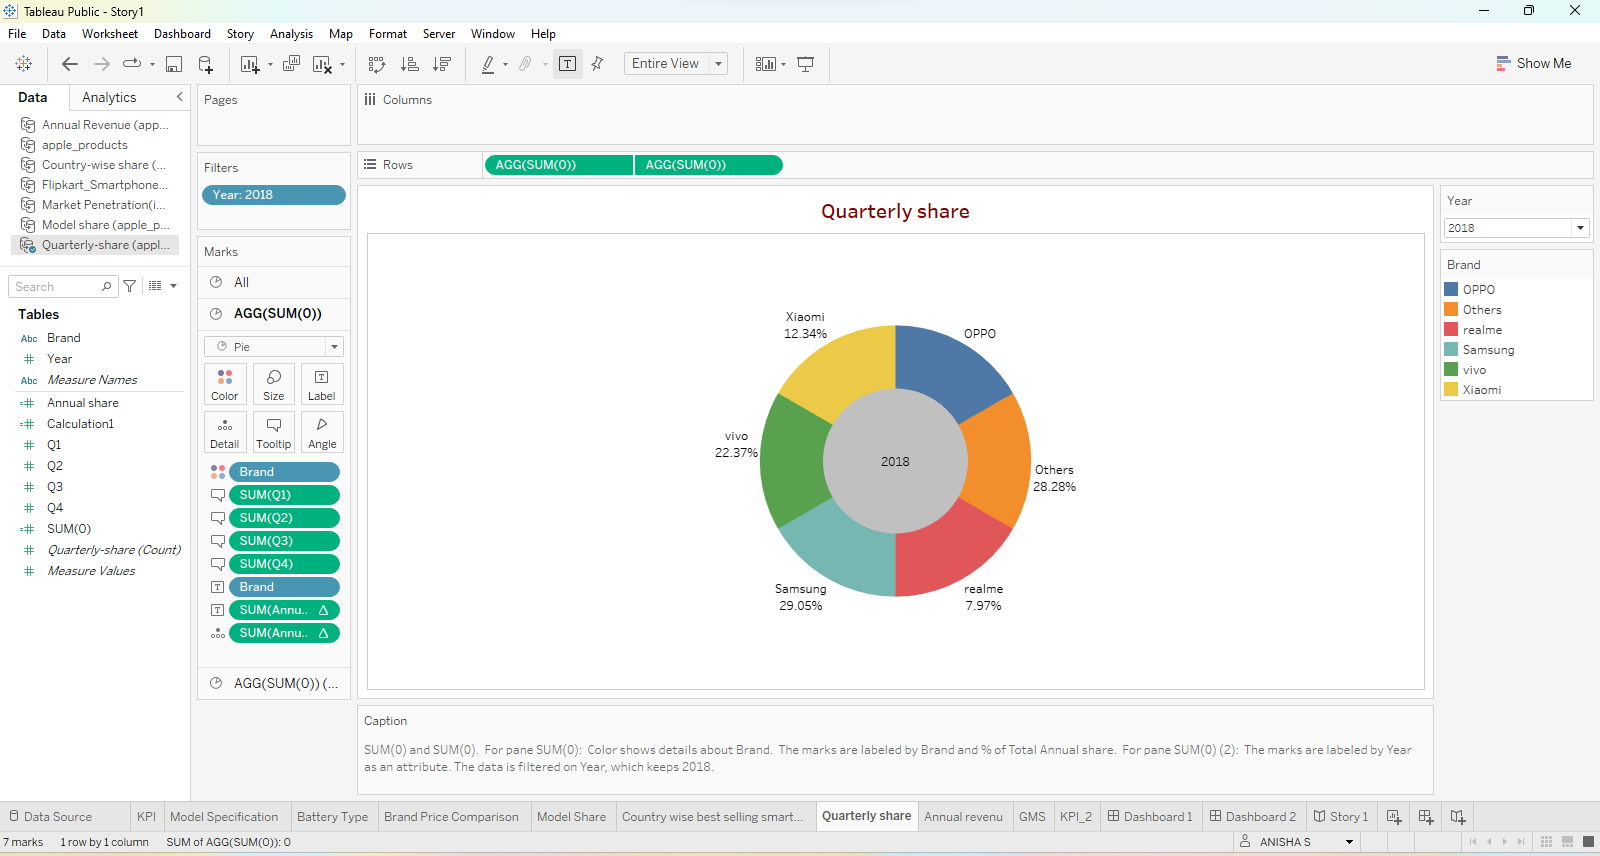 Tableau Public - Story1
File Data Worksheet Dashboard Story Analysis Map Format Server Window Help
Entire View
Show Me
Data Analytics
Annual Revenue (app...
apple_products
Country-wise share (...
Flipkart_Smartphone...
Market Penetration(i...
Model share (apple_p...
Quarterly-share (appl...
Search
Tables
Abc Brand
Year
Abc Measure Names
Annual share
Calculation1
Q1
Q2
Q3
Q4
SUM(0)
Quarterly-share (Count)
Measure Values
Pages
Filters
Year: 2018
Marks
All
AGG(SUM(0))
Pie
Color Size Label
Detail Tooltip Angle
Brand
SUM(Q1)
SUM(Q2)
SUM(Q3)
SUM(Q4)
Brand
SUM(Annu.. Δ
SUM(Annu.. Δ
AGG(SUM(0)) (...
Columns
Rows
AGG(SUM(0)) AGG(SUM(0))
Quarterly share
Xiaomi
12.34%
OPPO
vivo
22.37%
2018
Others
28.28%
Samsung
29.05%
realme
7.97%
Year
2018
Brand
OPPO
Others
realme
Samsung
vivo
Xiaomi
Caption
SUM(0) and SUM(0).  For pane SUM(0):  Color shows details about Brand.  The marks are labeled by Brand and % of Total Annual share.  For pane SUM(0) (2):  The marks are labeled by Year
as an attribute. The data is filtered on Year, which keeps 2018.
Data Source KPI Model Specification Battery Type Brand Price Comparison Model Share Country wise best selling smart... Quarterly share Annual revenu GMS KPI_2 Dashboard 1 Dashboard 2 Story 1
7 marks 1 row by 1 column SUM of AGG(SUM(0)): 0 ANISHA S